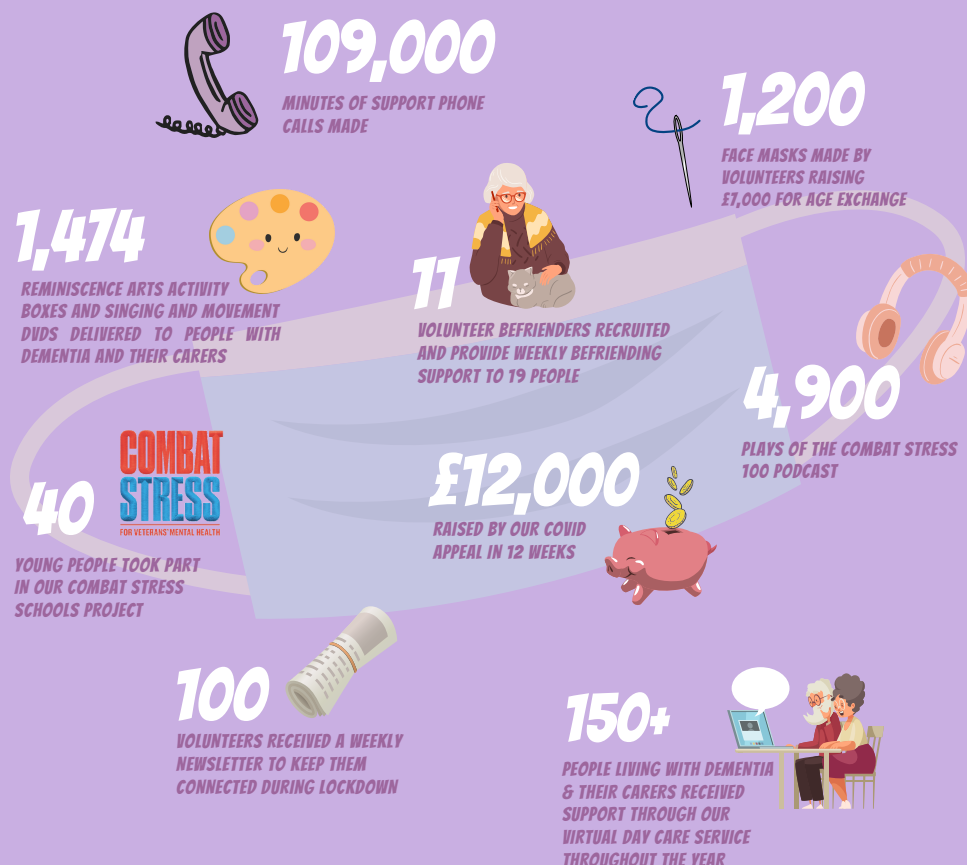 109,000
MINUTES OF SUPPORT PHONE
CALLS MADE
1,200
FACE MASKS MADE BY
VOLUNTEERS RAISING
£7,000 FOR AGE EXCHANGE
1,474
REMINISCENCE ARTS ACTIVITY
BOXES AND SINGING AND MOVEMENT
DVDS DELIVERED TO PEOPLE WITH
DEMENTIA AND THEIR CARERS
11
VOLUNTEER BEFRIENDERS RECRUITED
AND PROVIDE WEEKLY BEFRIENDING
SUPPORT TO 19 PEOPLE
4,900
PLAYS OF THE COMBAT STRESS
100 PODCAST
40
COMBAT
STRESS
FOR VETERANS' MENTAL HEALTH
YOUNG PEOPLE TOOK PART
IN OUR COMBAT STRESS
SCHOOLS PROJECT
£12,000
RAISED BY OUR COVID
APPEAL IN 12 WEEKS
100
VOLUNTEERS RECEIVED A WEEKLY
NEWSLETTER TO KEEP THEM
CONNECTED DURING LOCKDOWN
150+
PEOPLE LIVING WITH DEMENTIA
& THEIR CARERS RECEIVED
SUPPORT THROUGH OUR
VIRTUAL DAY CARE SERVICE
THROUGHOUT THE YEAR